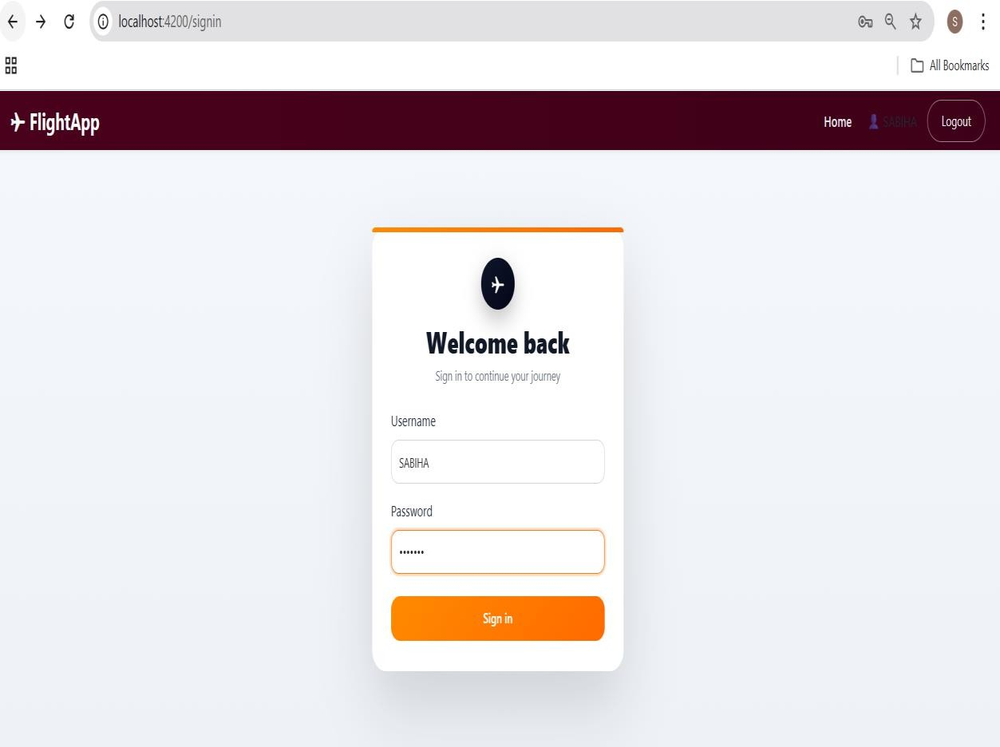 localhost:4200/signin
S
All Bookmarks
FlightApp
Home
SABIHA
Logout
Welcome back
Sign in to continue your journey
Username
SABIHA
Password
•••••••
Sign in